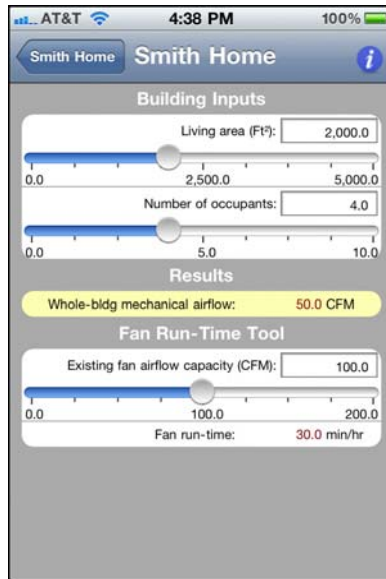 AT&T 4:38 PM 100%
Smith Home Smith Home i
Building Inputs
Living area (Ft²): 2,000.0
0.0 2,500.0 5,000.0
Number of occupants: 4.0
0.0 5.0 10.0
Results
Whole-bldg mechanical airflow: 50.0 CFM
Fan Run-Time Tool
Existing fan airflow capacity (CFM): 100.0
0.0 100.0 200.0
Fan run-time: 30.0 min/hr